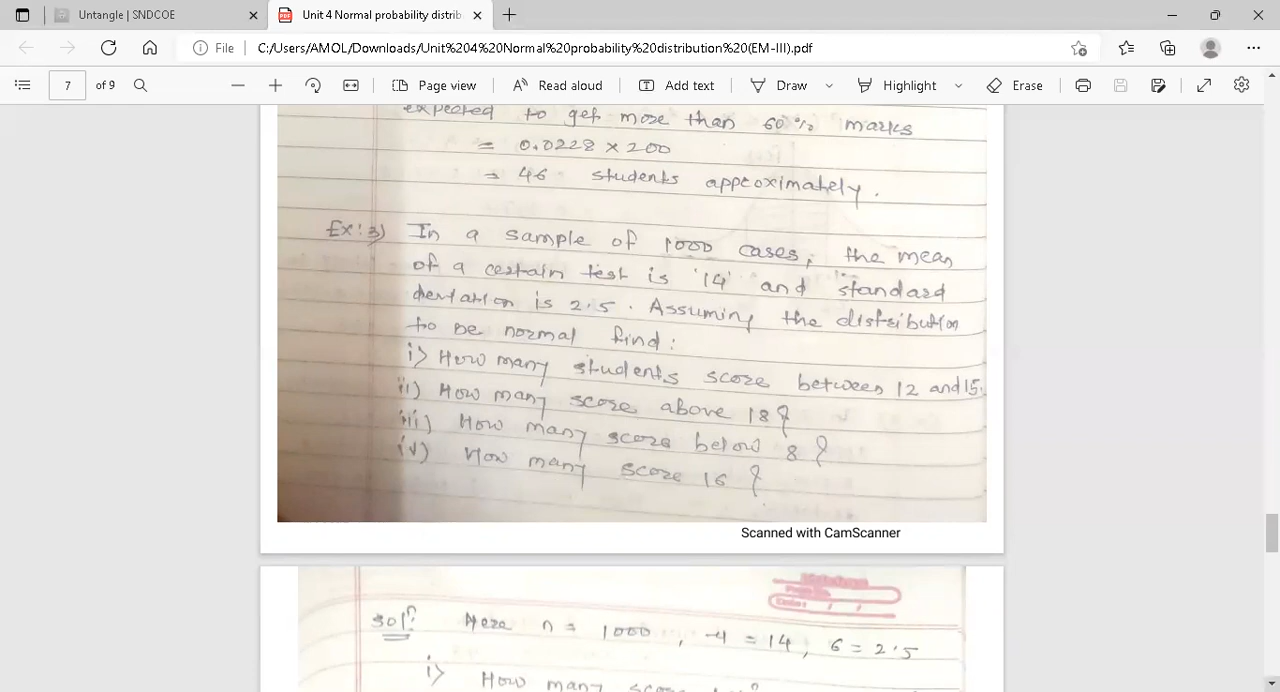 Untangle | SNDCOE
Unit 4 Normal probability distrib
File
C:/Users/AMOL/Downloads/Unit%204%20Normal%20probability%20distribution%20(EM-III).pdf
7 of 9
Page view
Read aloud
Add text
Draw
Highlight
Erase
expected to get more than 60% marks
= 0.0228 × 200
= 46 students approximately.
Ex:3) In a sample of 1000 cases, the mean
of a certain test is '14' and standard
deviation is 2.5. Assuming the distribution
to be normal find:
i) How many students score between 12 and 15.
ii) How many score above 18?
iii) How many score below 8?
iv) How many score 16?
Scanned with CamScanner
Soln: Here n = 1000, = 14, 6 = 2.5
i) How many